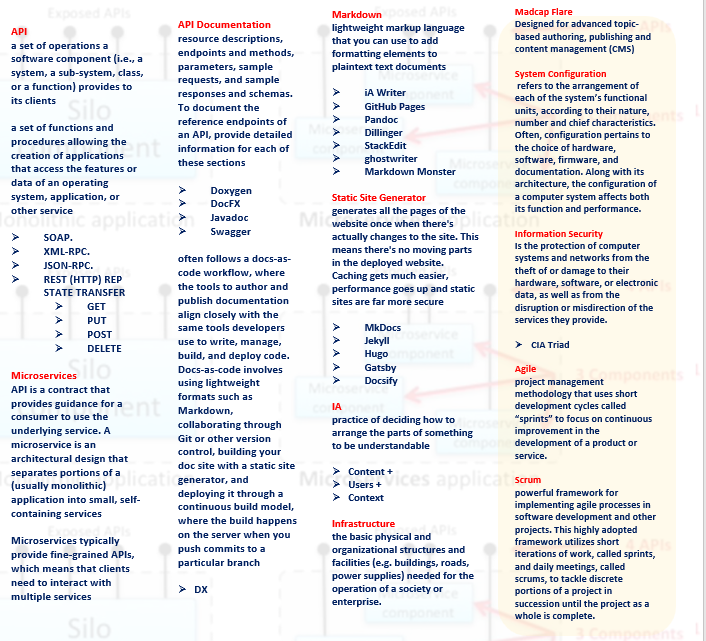 API
a set of operations a
software component (i.e., a
system, a sub-system, class,
or a function) provides to
its clients
a set of functions and
procedures allowing the
creation of applications
that access the features or
data of an operating
system, application, or
other service
➢ SOAP.
➢ XML-RPC.
➢ JSON-RPC.
➢ REST (HTTP) REP
STATE TRANSFER
➢ GET
➢ PUT
➢ POST
➢ DELETE
Microservices
API is a contract that
provides guidance for a
consumer to use the
underlying service. A
microservice is an
architectural design that
separates portions of a
(usually monolithic)
application into small, self-
containing services
Microservices typically
provide fine-grained APIs,
which means that clients
need to interact with
multiple services
API Documentation
resource descriptions,
endpoints and methods,
parameters, sample
requests, and sample
responses and schemas.
To document the
reference endpoints of
an API, provide detailed
information for each of
these sections
➢ Doxygen
➢ DocFX
➢ Javadoc
➢ Swagger
often follows a docs-as-
code workflow, where
the tools to author and
publish documentation
align closely with the
same tools developers
use to write, manage,
build, and deploy code.
Docs-as-code involves
using lightweight
formats such as
Markdown,
collaborating through
Git or other version
control, building your
doc site with a static site
generator, and
deploying it through a
continuous build model,
where the build happens
on the server when you
push commits to a
particular branch
➢ DX
Markdown
lightweight markup language
that you can use to add
formatting elements to
plaintext text documents
➢ iA Writer
➢ GitHub Pages
➢ Pandoc
➢ Dillinger
➢ StackEdit
➢ ghostwriter
➢ Markdown Monster
Static Site Generator
generates all the pages of the
website once when there's
actually changes to the site. This
means there's no moving parts
in the deployed website.
Caching gets much easier,
performance goes up and static
sites are far more secure
➢ MkDocs
➢ Jekyll
➢ Hugo
➢ Gatsby
➢ Docsify
IA
practice of deciding how to
arrange the parts of something
to be understandable
➢ Content +
➢ Users +
➢ Context
Infrastructure
the basic physical and
organizational structures and
facilities (e.g. buildings, roads,
power supplies) needed for the
operation of a society or
enterprise.
Madcap Flare
Designed for advanced topic-
based authoring, publishing and
content management (CMS)
System Configuration
refers to the arrangement of
each of the system's functional
units, according to their nature,
number and chief characteristics.
Often, configuration pertains to
the choice of hardware,
software, firmware, and
documentation. Along with its
architecture, the configuration of
a computer system affects both
its function and performance.
Information Security
Is the protection of computer
systems and networks from the
theft of or damage to their
hardware, software, or electronic
data, as well as from the
disruption or misdirection of the
services they provide.
➢ CIA Triad
Agile
project management
methodology that uses short
development cycles called
“sprints” to focus on continuous
improvement in the
development of a product or
service.
Scrum
powerful framework for
implementing agile processes in
software development and other
projects. This highly adopted
framework utilizes short
iterations of work, called sprints,
and daily meetings, called
scrums, to tackle discrete
portions of a project in
succession until the project as a
whole is complete.